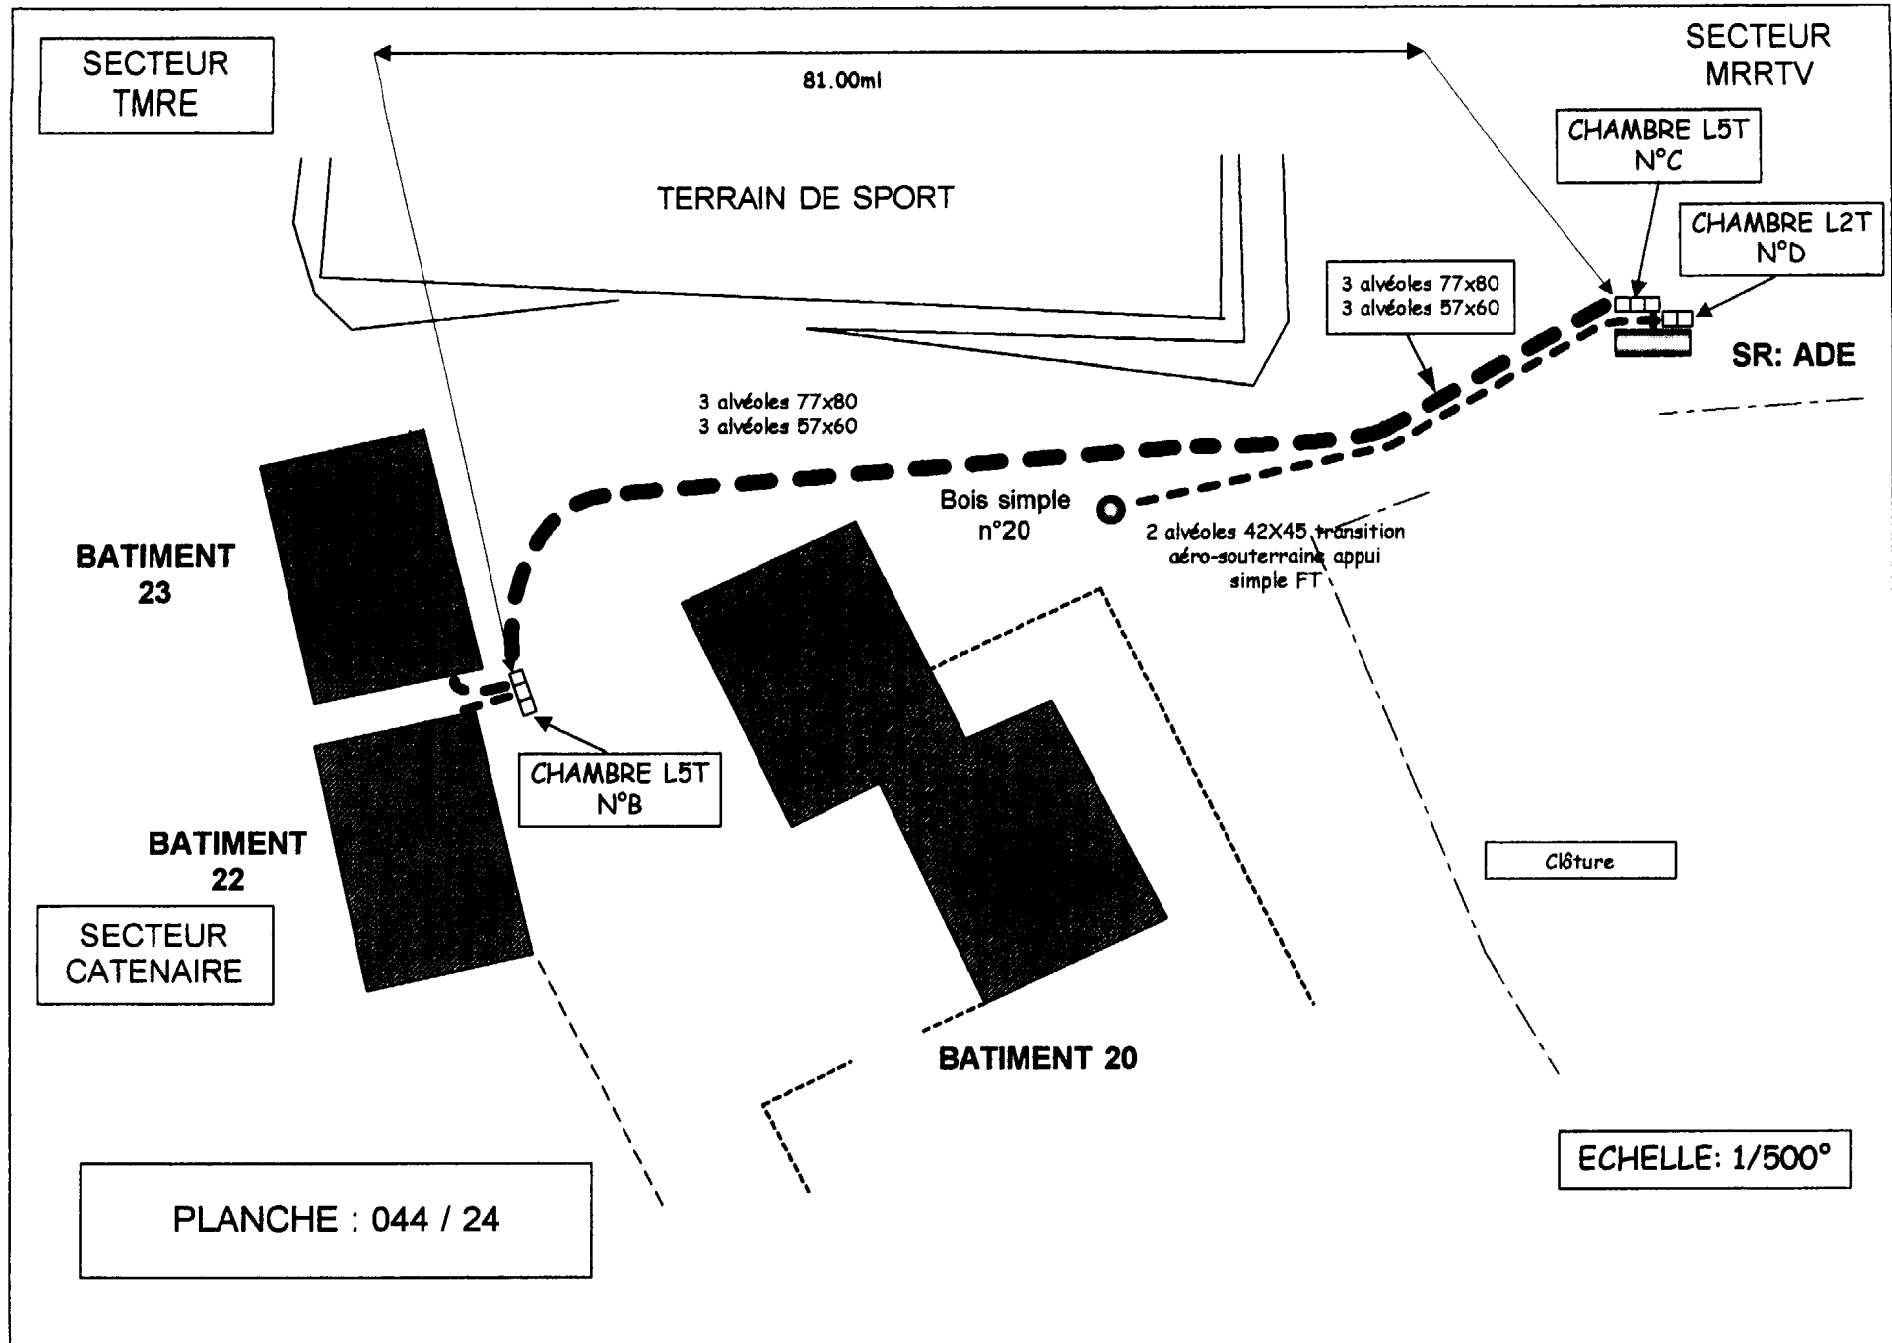 SECTEUR
TMRE
81.00ml
SECTEUR
MRRTV
CHAMBRE L5T
N°C
TERRAIN DE SPORT
CHAMBRE L2T
N°D
3 alvéoles 77x80
3 alvéoles 57x60
SR: ADE
3 alvéoles 77x80
3 alvéoles 57x60
Bois simple
n°20
2 alvéoles 42X45 transition
aéro-souterraine appui
simple FT
BATIMENT
23
CHAMBRE L5T
N°B
BATIMENT
22
Clôture
SECTEUR
CATENAIRE
BATIMENT 20
ECHELLE: 1/500°
PLANCHE : 044 / 24